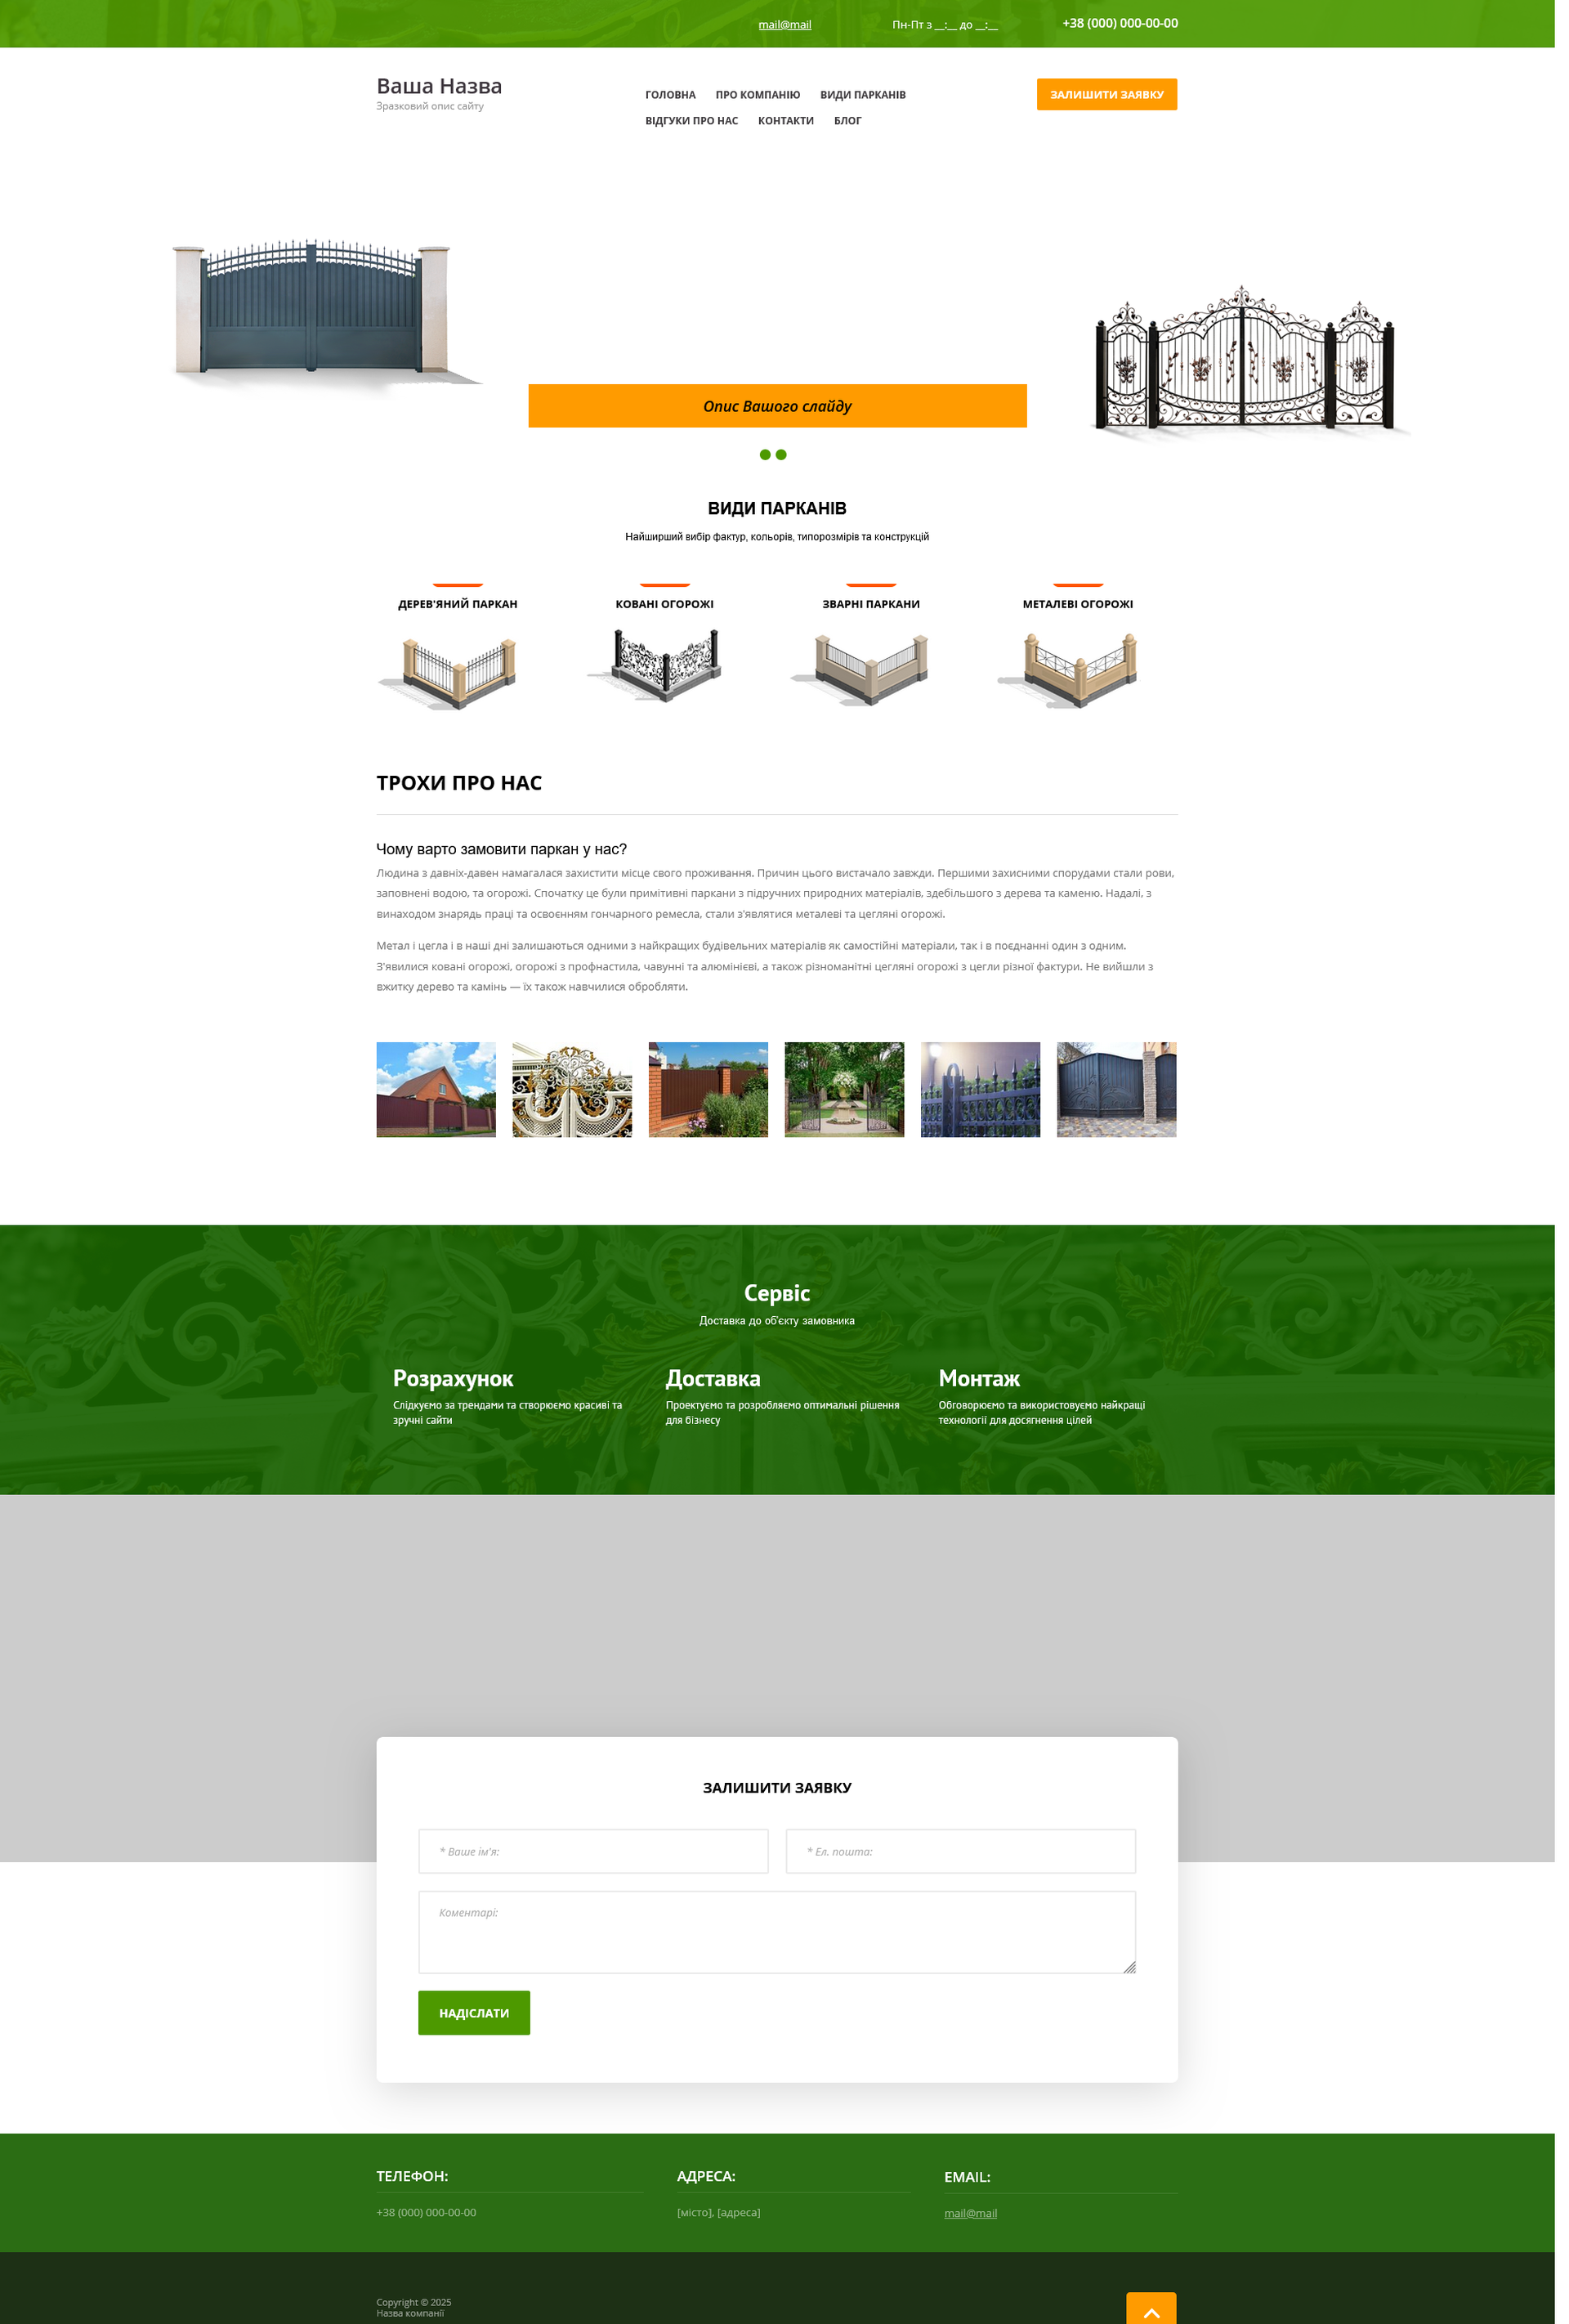 mail@mail
Пн-Пт з __:__ до __:__
+38 (000) 000-00-00
Ваша Назва
Зразковий опис сайту
ГОЛОВНА ПРО КОМПАНІЮ ВИДИ ПАРКАНІВ
ВІДГУКИ ПРО НАС КОНТАКТИ БЛОГ
ЗАЛИШИТИ ЗАЯВКУ
Опис Вашого слайду
ВИДИ ПАРКАНІВ
Найширший вибір фактур, кольорів, типорозмірів та конструкцій
ДЕРЕВ'ЯНИЙ ПАРКАН
КОВАНІ ОГОРОЖІ
ЗВАРНІ ПАРКАНИ
МЕТАЛЕВІ ОГОРОЖІ
ТРОХИ ПРО НАС
Чому варто замовити паркан у нас?
Людина з давніх-давен намагалася захистити місце свого проживання. Причин цього вистачало завжди. Першими захисними спорудами стали рови,
заповнені водою, та огорожі. Спочатку це були примітивні паркани з підручних природних матеріалів, здебільшого з дерева та каменю. Надалі, з
винаходом знарядь праці та освоєнням гончарного ремесла, стали з'являтися металеві та цегляні огорожі.
Метал і цегла і в наші дні залишаються одними з найкращих будівельних матеріалів як самостійні матеріали, так і в поєднанні один з одним.
З'явилися ковані огорожі, огорожі з профнастила, чавунні та алюмінієві, а також різноманітні цегляні огорожі з цегли різної фактури. Не вийшли з
вжитку дерево та камінь — їх також навчилися обробляти.
Сервіс
Доставка до об'єкту замовника
Розрахунок
Слідкуємо за трендами та створюємо красиві та
зручні сайти
Доставка
Проектуємо та розробляємо оптимальні рішення
для бізнесу
Монтаж
Обговорюємо та використовуємо найкращі
технології для досягнення цілей
ЗАЛИШИТИ ЗАЯВКУ
* Ваше ім'я:
* Ел. пошта:
Коментарі:
НАДІСЛАТИ
ТЕЛЕФОН:
+38 (000) 000-00-00
АДРЕСА:
[місто], [адреса]
EMAIL:
mail@mail
Copyright © 2025
Назва компанії